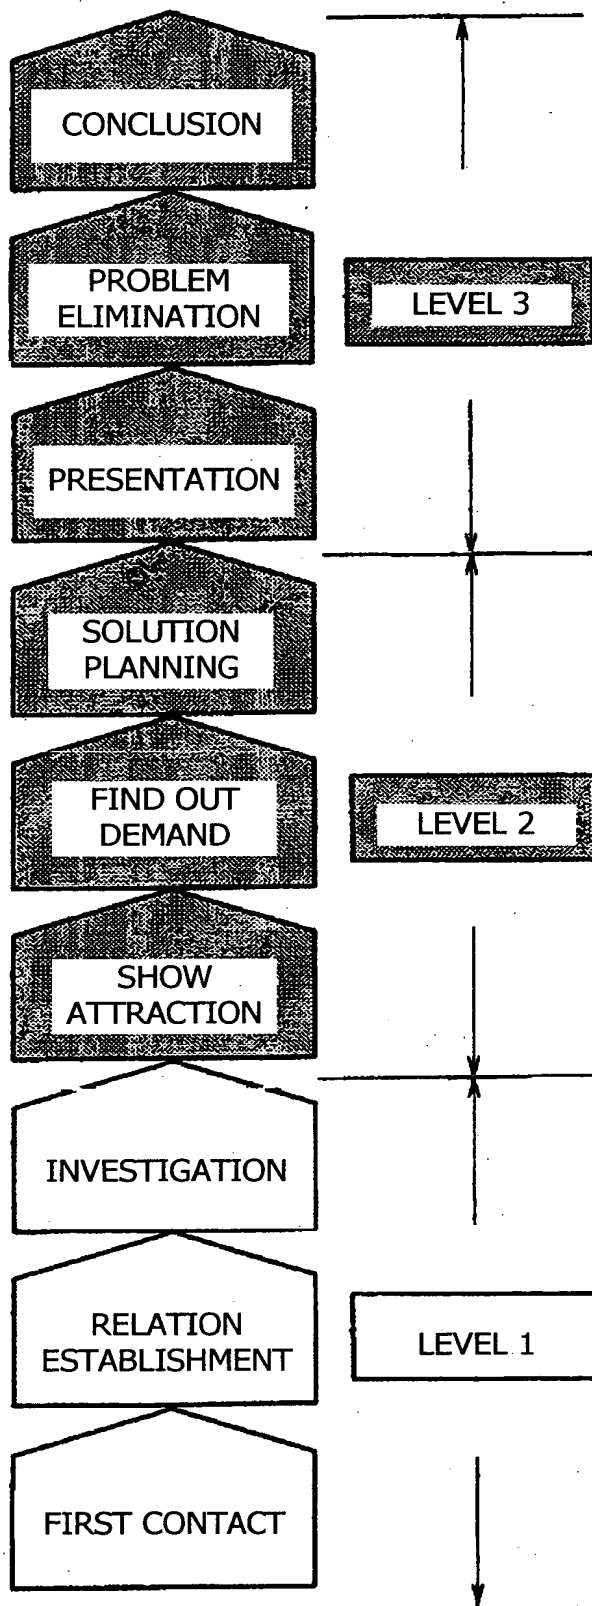 CONCLUSION
PROBLEM
ELIMINATION
LEVEL 3
PRESENTATION
SOLUTION
PLANNING
FIND OUT
DEMAND
LEVEL 2
SHOW
ATTRACTION
INVESTIGATION
RELATION
ESTABLISHMENT
LEVEL 1
FIRST CONTACT